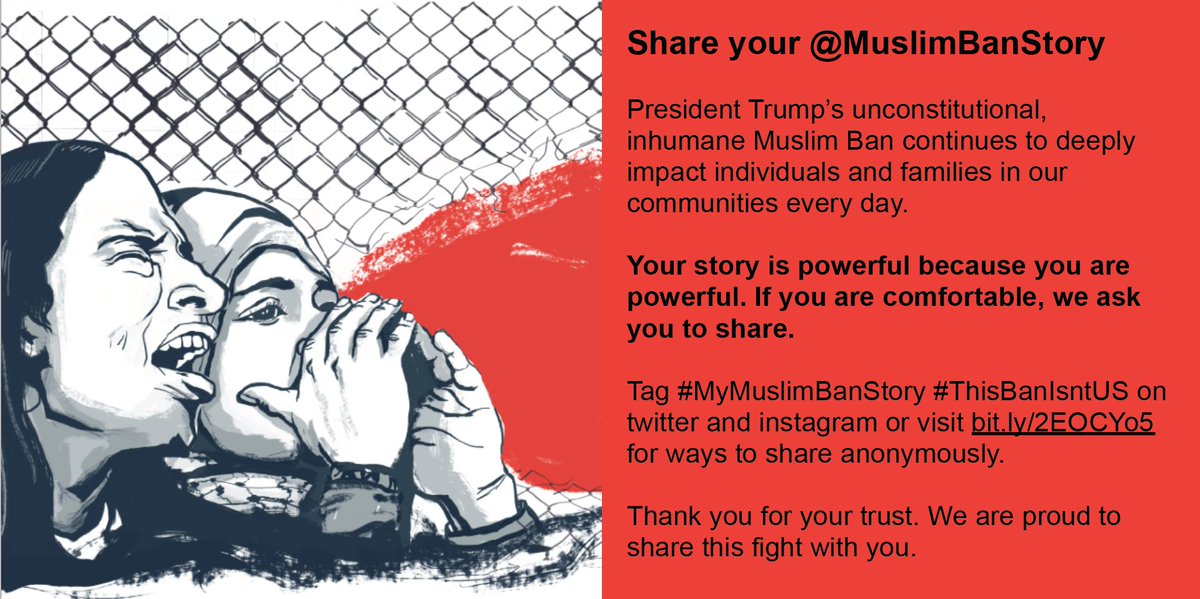 Share your @MuslimBanStory
President Trump’s unconstitutional,
inhumane Muslim Ban continues to deeply
impact individuals and families in our
communities every day.
Your story is powerful because you are
powerful. If you are comfortable, we ask
you to share.
Tag #MyMuslimBanStory #ThisBanIsntUS on
twitter and instagram or visit bit.ly/2EOCYo5
for ways to share anonymously.
Thank you for your trust. We are proud to
share this fight with you.